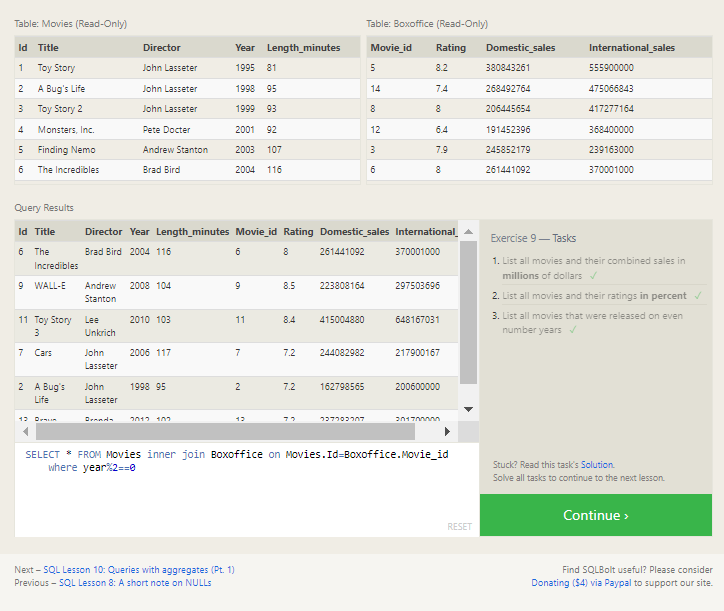 Table: Movies (Read-Only)
Table: Boxoffice (Read-Only)
Id Title Director Year Length_minutes
1 Toy Story John Lasseter 1995 81
2 A Bug's Life John Lasseter 1998 95
3 Toy Story 2 John Lasseter 1999 93
4 Monsters, Inc. Pete Docter 2001 92
5 Finding Nemo Andrew Stanton 2003 107
6 The Incredibles Brad Bird 2004 116
Movie_id Rating Domestic_sales International_sales
5 8.2 380843261 555900000
14 7.4 268492764 475066843
8 8 206445654 417277164
12 6.4 191452396 368400000
3 7.9 245852179 239163000
6 8 261441092 370001000
Query Results
Id Title Director Year Length_minutes Movie_id Rating Domestic_sales International_
6 The Brad Bird 2004 116 6 8 261441092 370001000
Incredibles
9 WALL-E Andrew 2008 104 9 8.5 223808164 297503696
Stanton
11 Toy Story Lee 2010 103 11 8.4 415004880 648167031
3 Unkrich
7 Cars John 2006 117 7 7.2 244082982 217900167
Lasseter
2 A Bug's John 1998 95 2 7.2 162798565 200600000
Life Lasseter
13 Brave Brenda 2012 102 13 7.2 237283207 301700000
SELECT * FROM Movies inner join Boxoffice on Movies.Id=Boxoffice.Movie_id
where year%2==0
RESET
Exercise 9 — Tasks
1. List all movies and their combined sales in
millions of dollars ✓
2. List all movies and their ratings in percent ✓
3. List all movies that were released on even
number years ✓
Stuck? Read this task's Solution.
Solve all tasks to continue to the next lesson.
Continue ›
Next – SQL Lesson 10: Queries with aggregates (Pt. 1)
Previous – SQL Lesson 8: A short note on NULLs
Find SQLBolt useful? Please consider
Donating ($4) via Paypal to support our site.